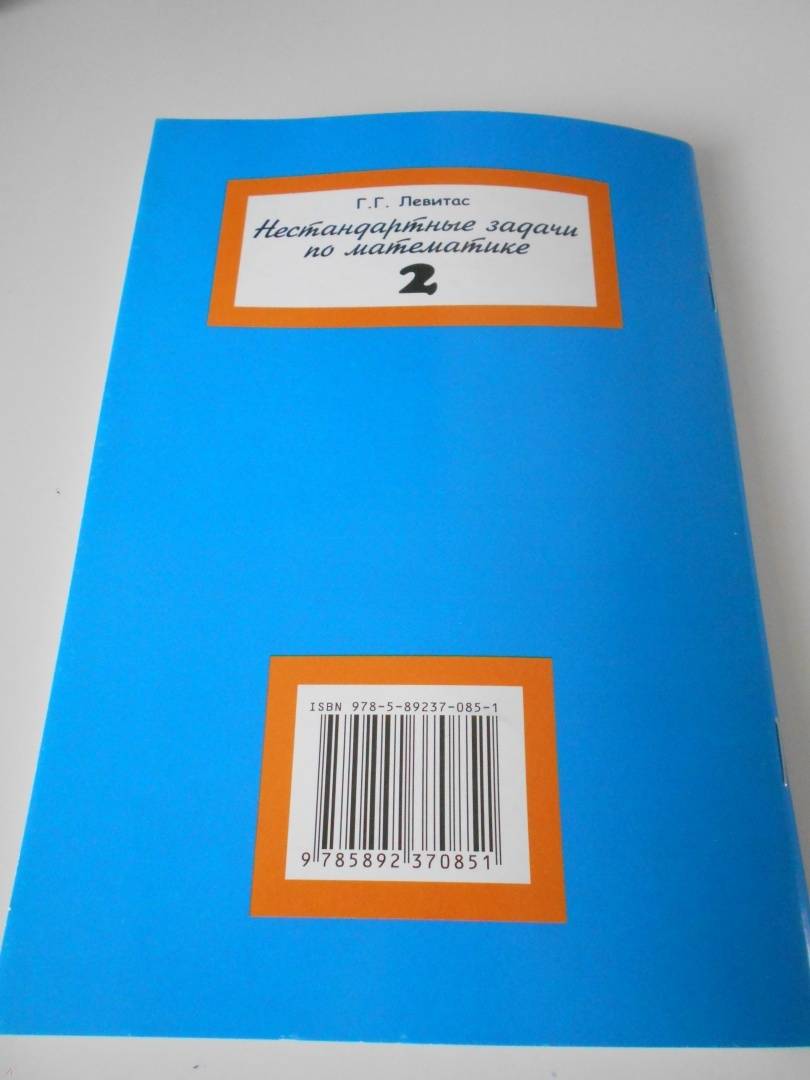 Г.Г. Левитас
Нестандартные задачи
по математике
2
ISBN 978-5-89237-085-1
9 785892 370851